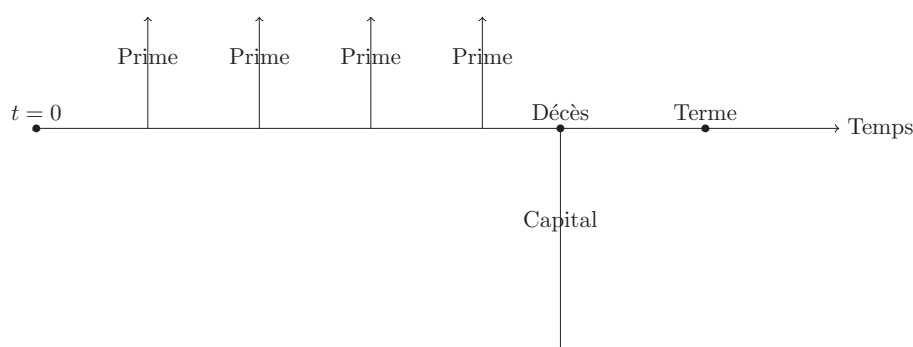 Prime Prime Prime Prime
t = 0 Décès Terme
Temps
Capital